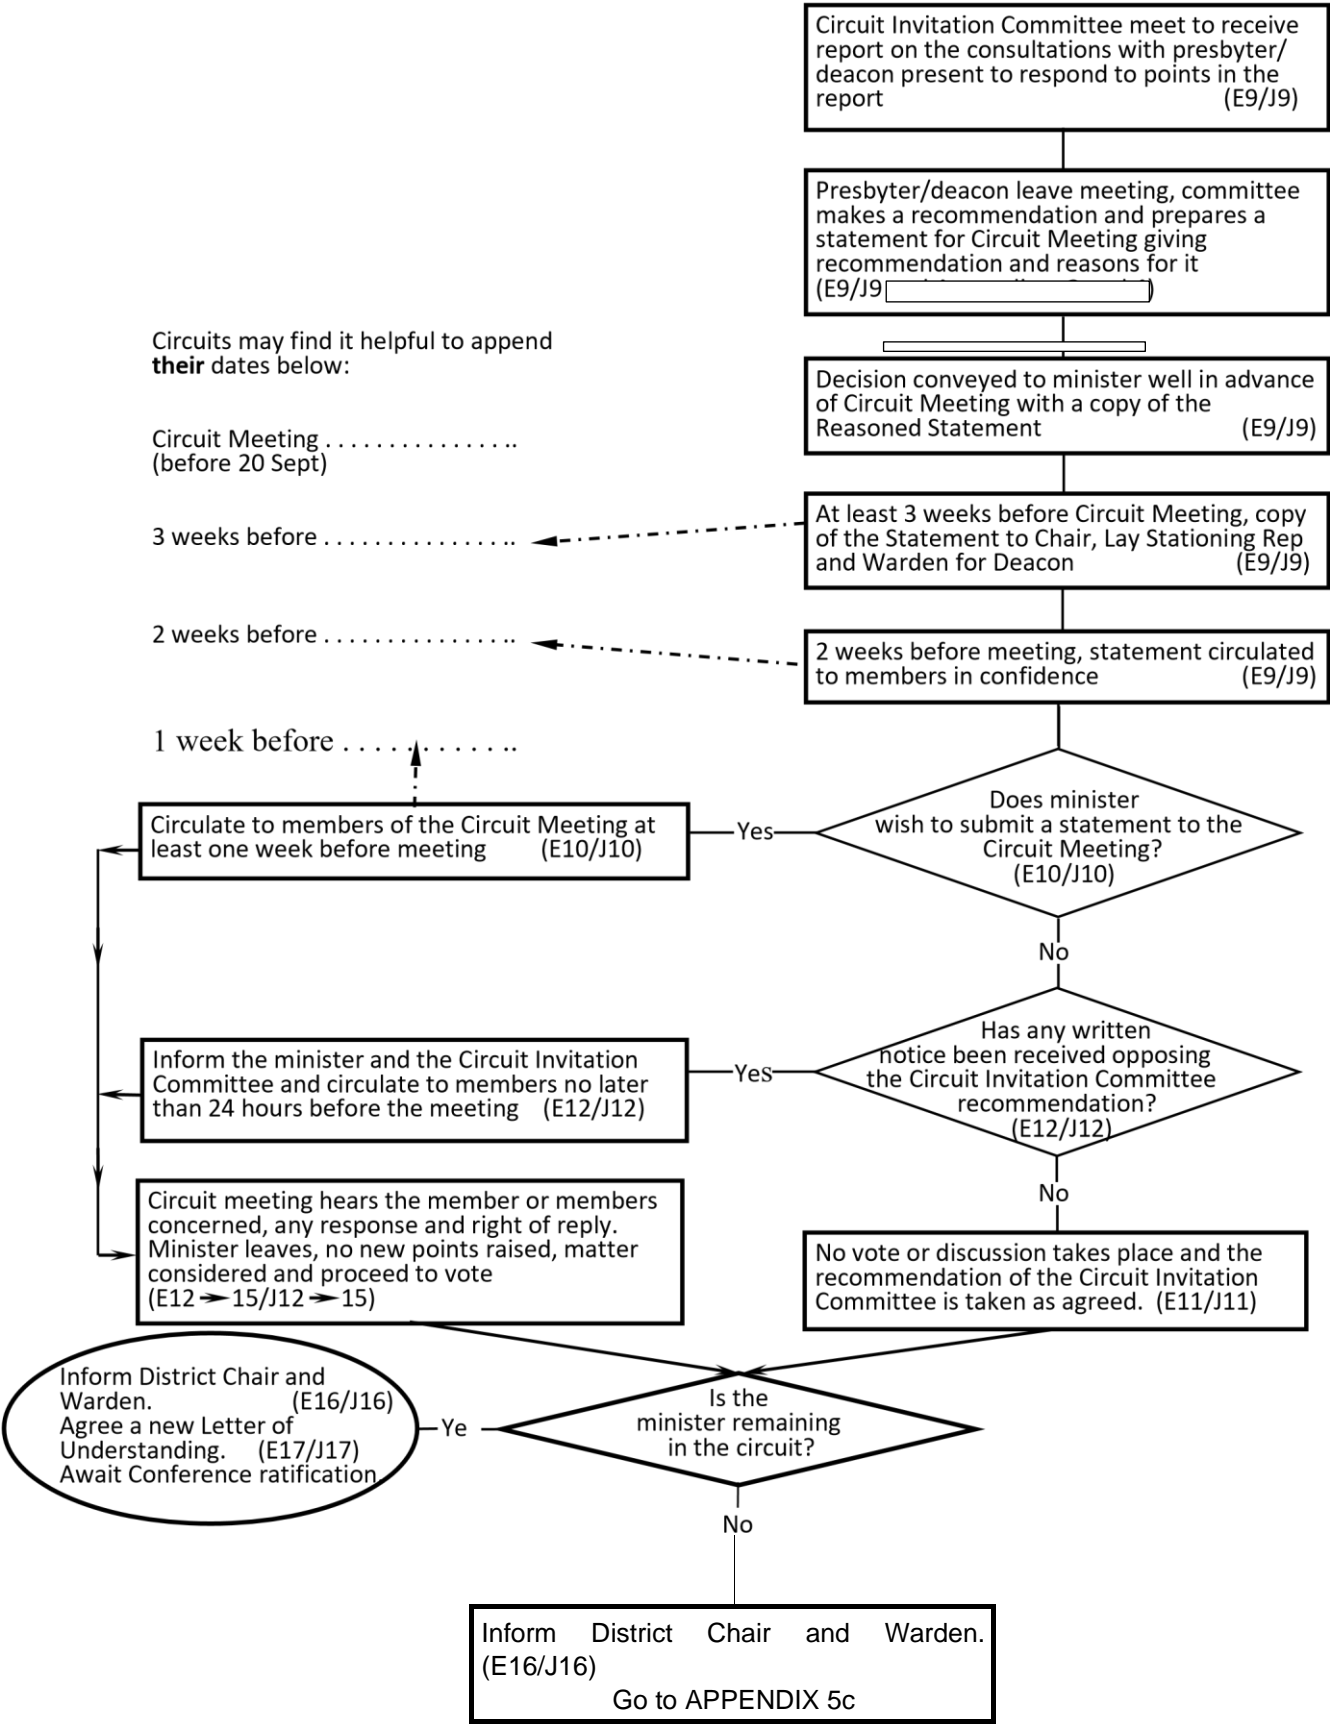 Circuit Invitation Committee meet to receive
report on the consultations with presbyter/
deacon present to respond to points in the
report (E9/J9)
Presbyter/deacon leave meeting, committee
makes a recommendation and prepares a
statement for Circuit Meeting giving
recommendation and reasons for it
(E9/J9
Circuits may find it helpful to append
their dates below:
Decision conveyed to minister well in advance
of Circuit Meeting with a copy of the
Reasoned Statement (E9/J9)
Circuit Meeting . . . . . . . . . . . . . . ..
(before 20 Sept)
At least 3 weeks before Circuit Meeting, copy
of the Statement to Chair, Lay Stationing Rep
and Warden for Deacon (E9/J9)
3 weeks before . . . . . . . . . . . . . . ..
2 weeks before . . . . . . . . . . . . . . ..
2 weeks before meeting, statement circulated
to members in confidence (E9/J9)
1 week before . . . . . . . . . . . ..
Does minister
wish to submit a statement to the
Circuit Meeting?
(E10/J10)
Yes
Circulate to members of the Circuit Meeting at
least one week before meeting (E10/J10)
No
Has any written
notice been received opposing
the Circuit Invitation Committee
recommendation?
(E12/J12)
Yes
Inform the minister and the Circuit Invitation
Committee and circulate to members no later
than 24 hours before the meeting (E12/J12)
No
Circuit meeting hears the member or members
concerned, any response and right of reply.
Minister leaves, no new points raised, matter
considered and proceed to vote
(E12 → 15/J12 → 15)
No vote or discussion takes place and the
recommendation of the Circuit Invitation
Committee is taken as agreed. (E11/J11)
Is the
minister remaining
in the circuit?
Ye
Inform District Chair and
Warden. (E16/J16)
Agree a new Letter of
Understanding. (E17/J17)
Await Conference ratification.
No
Inform District Chair and Warden.
(E16/J16)
Go to APPENDIX 5c